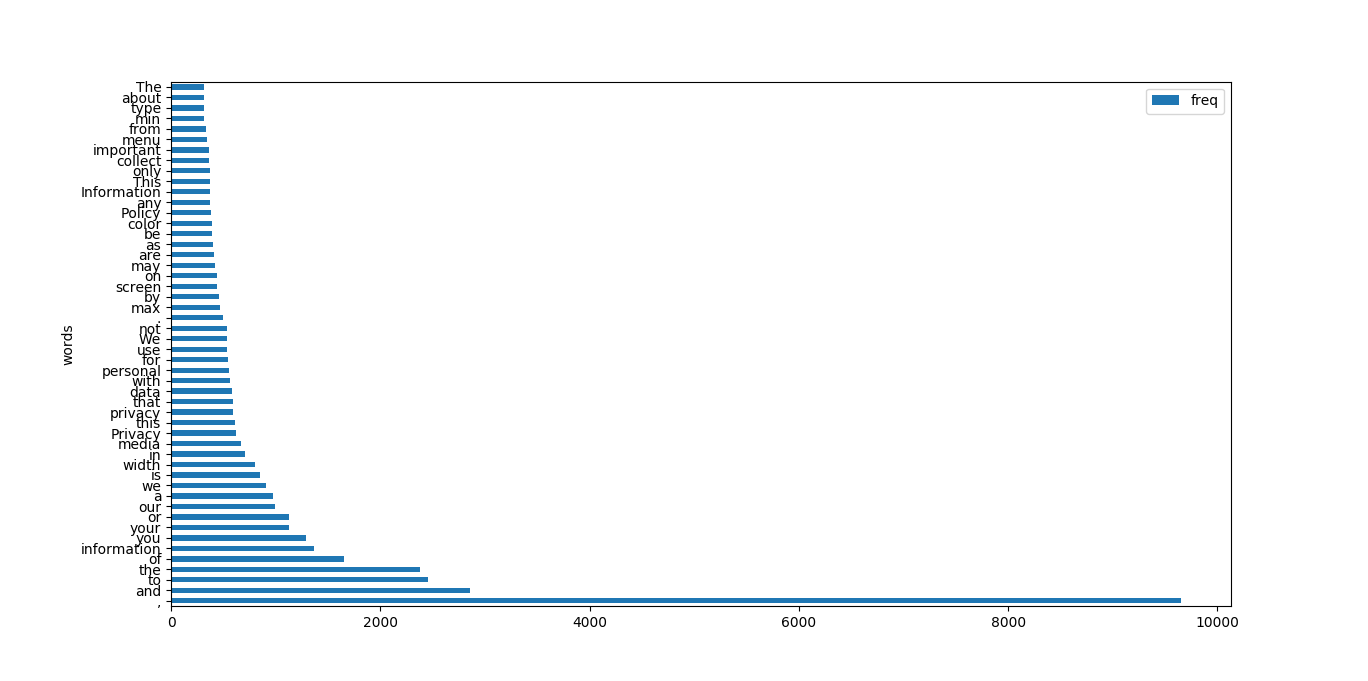 The
about
type
min
from
menu
important
collect
only
This
Information
any
Policy
color
be
as
are
may
on
screen
by
max
.
not
We
use
for
personal
with
data
that
privacy
this
Privacy
media
in
width
is
we
a
our
or
your
you
information
of
the
to
and
,
words
freq
0 2000 4000 6000 8000 10000